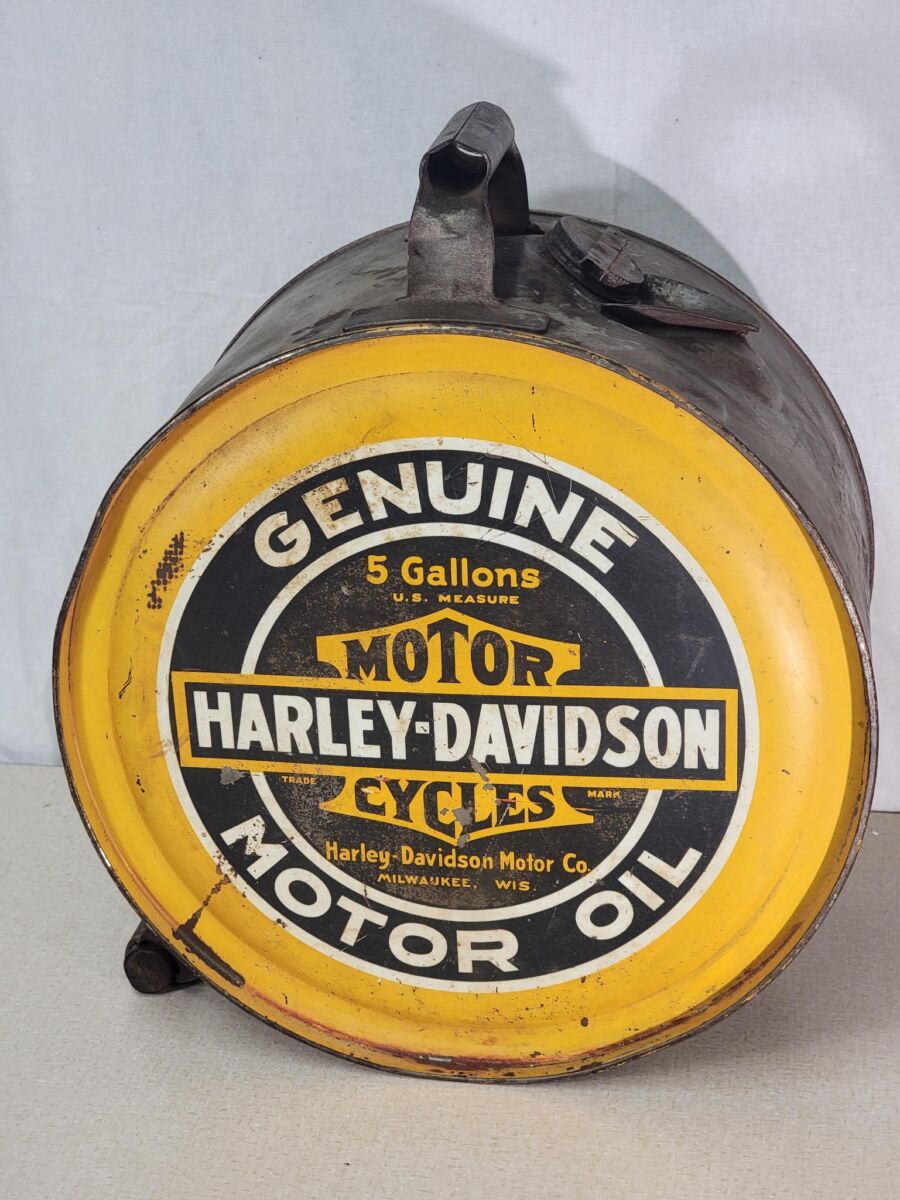 GENUINE
5 Gallons
U.S. MEASURE
MOTOR
HARLEY-DAVIDSON
TRADE MARK
CYCLES
Harley-Davidson Motor Co.
MILWAUKEE, WIS.
MOTOR OIL